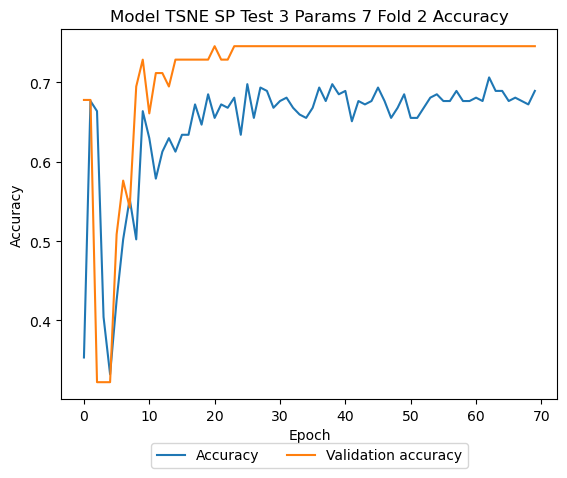 Model TSNE SP Test 3 Params 7 Fold 2 Accuracy
0.7
0.6
0.5
0.4
Accuracy
0 10 20 30 40 50 60 70
Epoch
Accuracy Validation accuracy